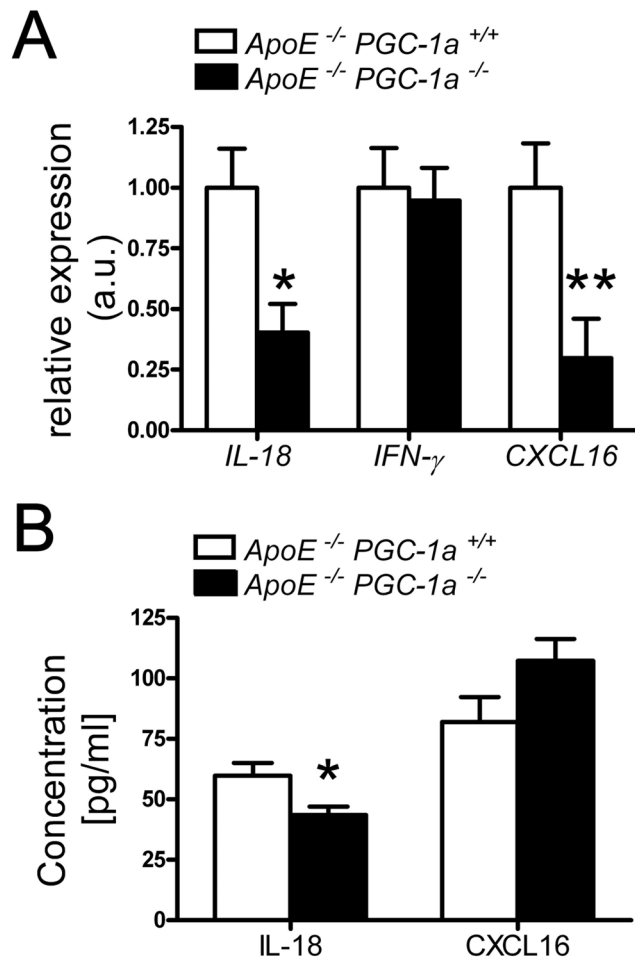 A
ApoE -/- PGC-1a +/+
ApoE -/- PGC-1a -/-
relative expression
(a.u.)
1.25
1.00
0.75
0.50
0.25
0.00
*
**
IL-18 IFN-γ CXCL16
B
ApoE -/- PGC-1a +/+
ApoE -/- PGC-1a -/-
Concentration
[pg/ml]
125
100
75
50
25
0
*
IL-18 CXCL16